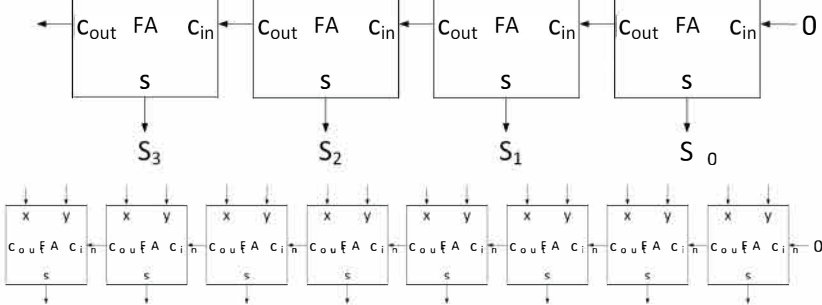 Cout FA Cin Cout FA Cin Cout FA Cin Cout FA Cin 0
S S S S
S3 S2 S1 S 0
x y x y x y x y x y x y x y x y
Cout FA Cin Cout FA Cin Cout FA Cin Cout FA Cin Cout FA Cin Cout FA Cin Cout FA Cin Cout FA Cin 0
s s s s s s s s